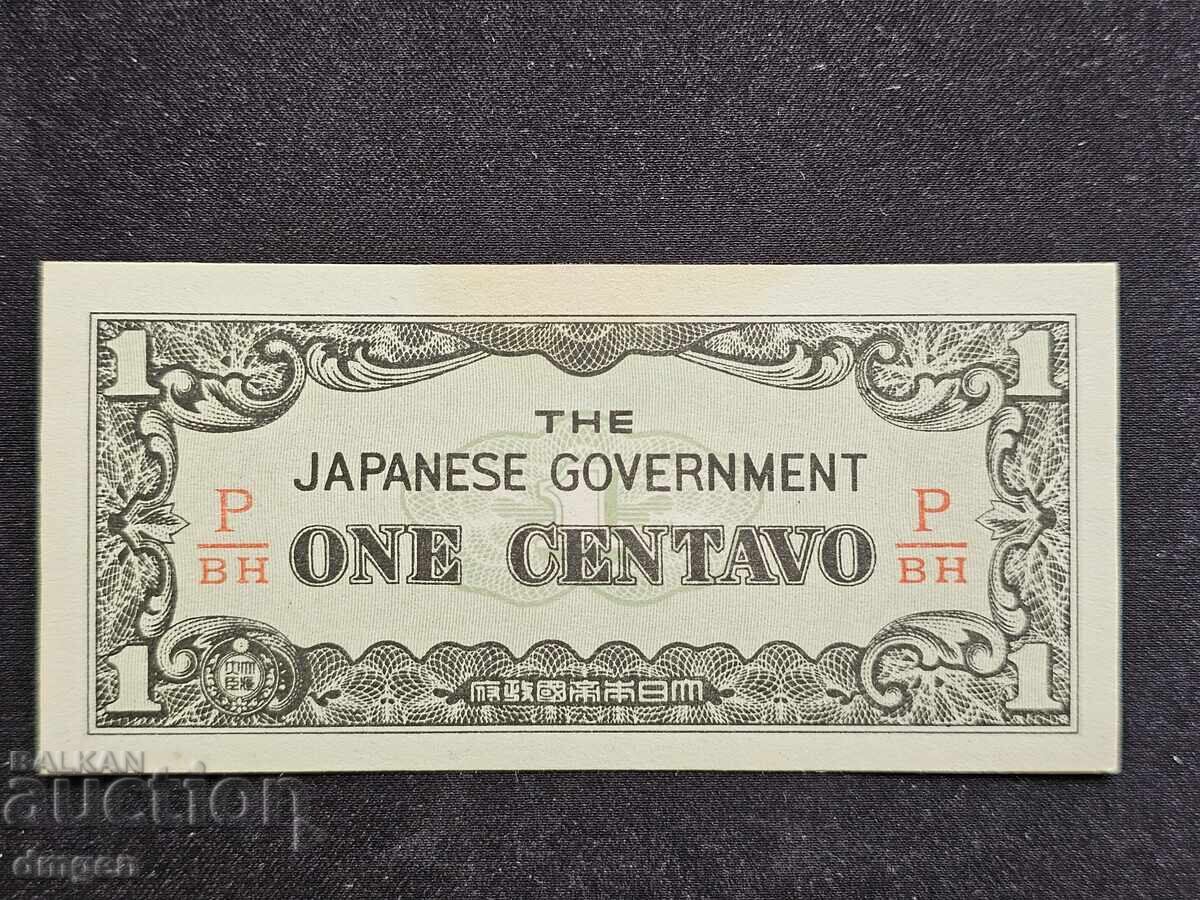 1 1
THE
JAPANESE GOVERNMENT
P
BH
ONE CENTAVO
P
BH
1
1 1
府政國帝本日大
BALKAN
auction
dmpen